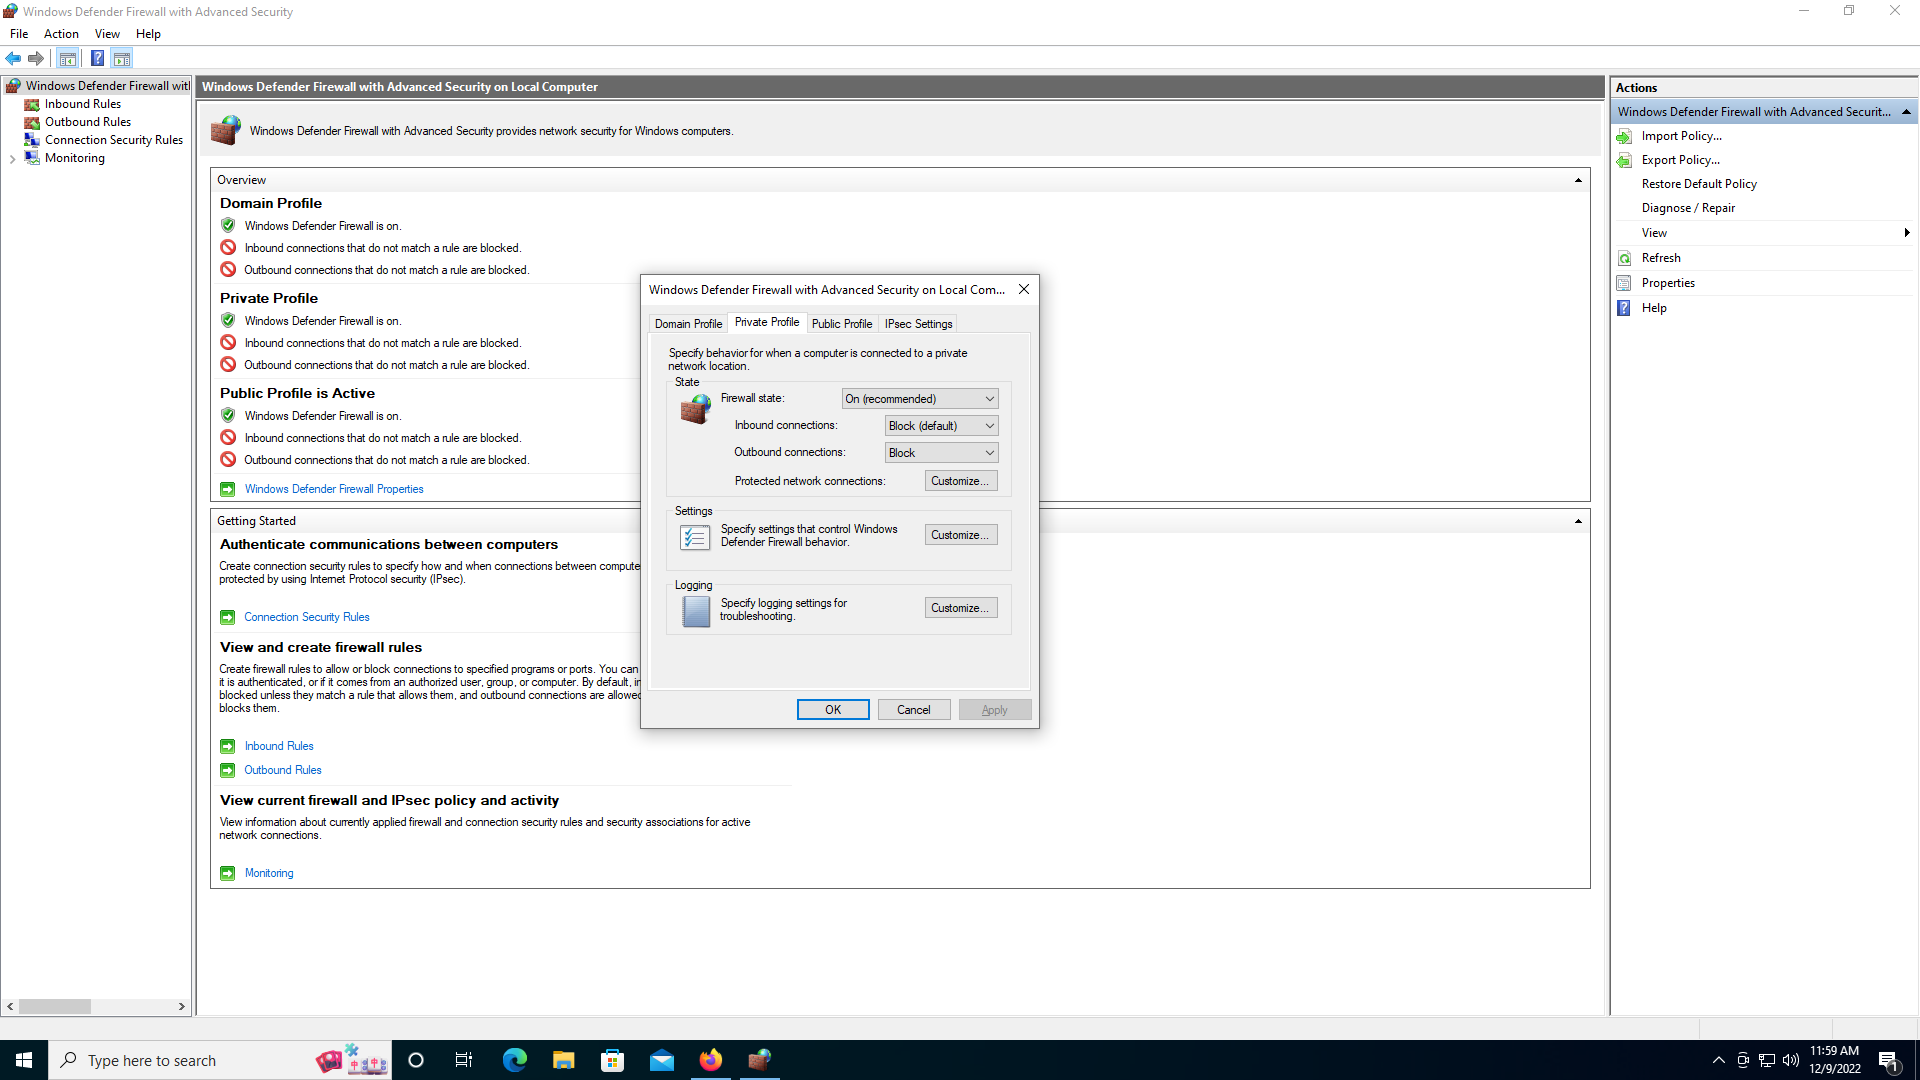 Windows Defender Firewall with Advanced Security
File Action View Help
Windows Defender Firewall wit
Inbound Rules
Outbound Rules
Connection Security Rules
Monitoring
Windows Defender Firewall with Advanced Security on Local Computer
Windows Defender Firewall with Advanced Security provides network security for Windows computers.
Overview
Domain Profile
Windows Defender Firewall is on.
Inbound connections that do not match a rule are blocked.
Outbound connections that do not match a rule are blocked.
Private Profile
Windows Defender Firewall is on.
Inbound connections that do not match a rule are blocked.
Outbound connections that do not match a rule are blocked.
Public Profile is Active
Windows Defender Firewall is on.
Inbound connections that do not match a rule are blocked.
Outbound connections that do not match a rule are blocked.
Windows Defender Firewall Properties
Getting Started
Authenticate communications between computers
Create connection security rules to specify how and when connections between compute
protected by using Internet Protocol security (IPsec).
Connection Security Rules
View and create firewall rules
Create firewall rules to allow or block connections to specified programs or ports. You can
it is authenticated, or if it comes from an authorized user, group, or computer. By default, in
blocked unless they match a rule that allows them, and outbound connections are allowed
blocks them.
Inbound Rules
Outbound Rules
View current firewall and IPsec policy and activity
View information about currently applied firewall and connection security rules and security associations for active
network connections.
Monitoring
Windows Defender Firewall with Advanced Security on Local Com...
Domain Profile Private Profile Public Profile IPsec Settings
Specify behavior for when a computer is connected to a private
network location.
State
Firewall state: On (recommended)
Inbound connections: Block (default)
Outbound connections: Block
Protected network connections: Customize...
Settings
Specify settings that control Windows
Defender Firewall behavior.
Customize...
Logging
Specify logging settings for
troubleshooting.
Customize...
OK Cancel Apply
Actions
Windows Defender Firewall with Advanced Securit...
Import Policy...
Export Policy...
Restore Default Policy
Diagnose / Repair
View
Refresh
Properties
Help
Type here to search
11:59 AM
12/9/2022
1